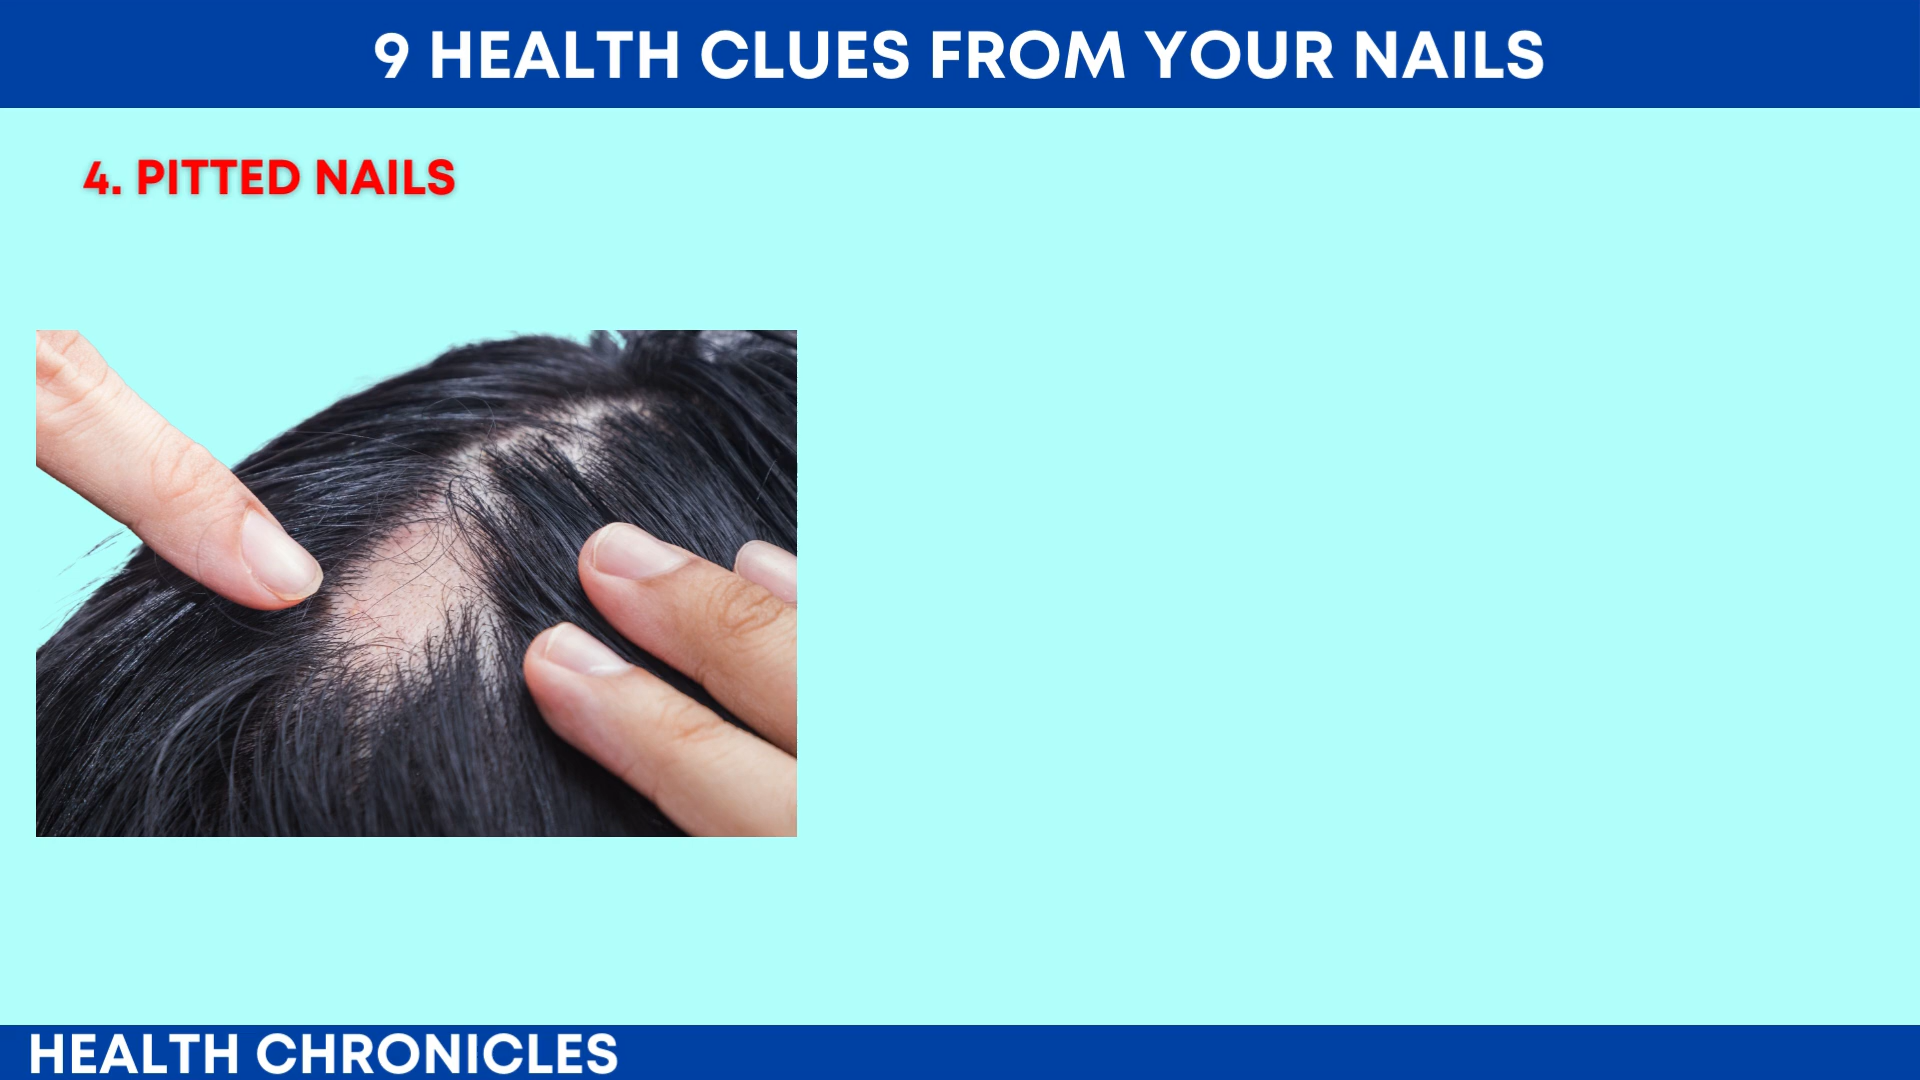 9 HEALTH CLUES FROM YOUR NAILS
4. PITTED NAILS
HEALTH CHRONICLES